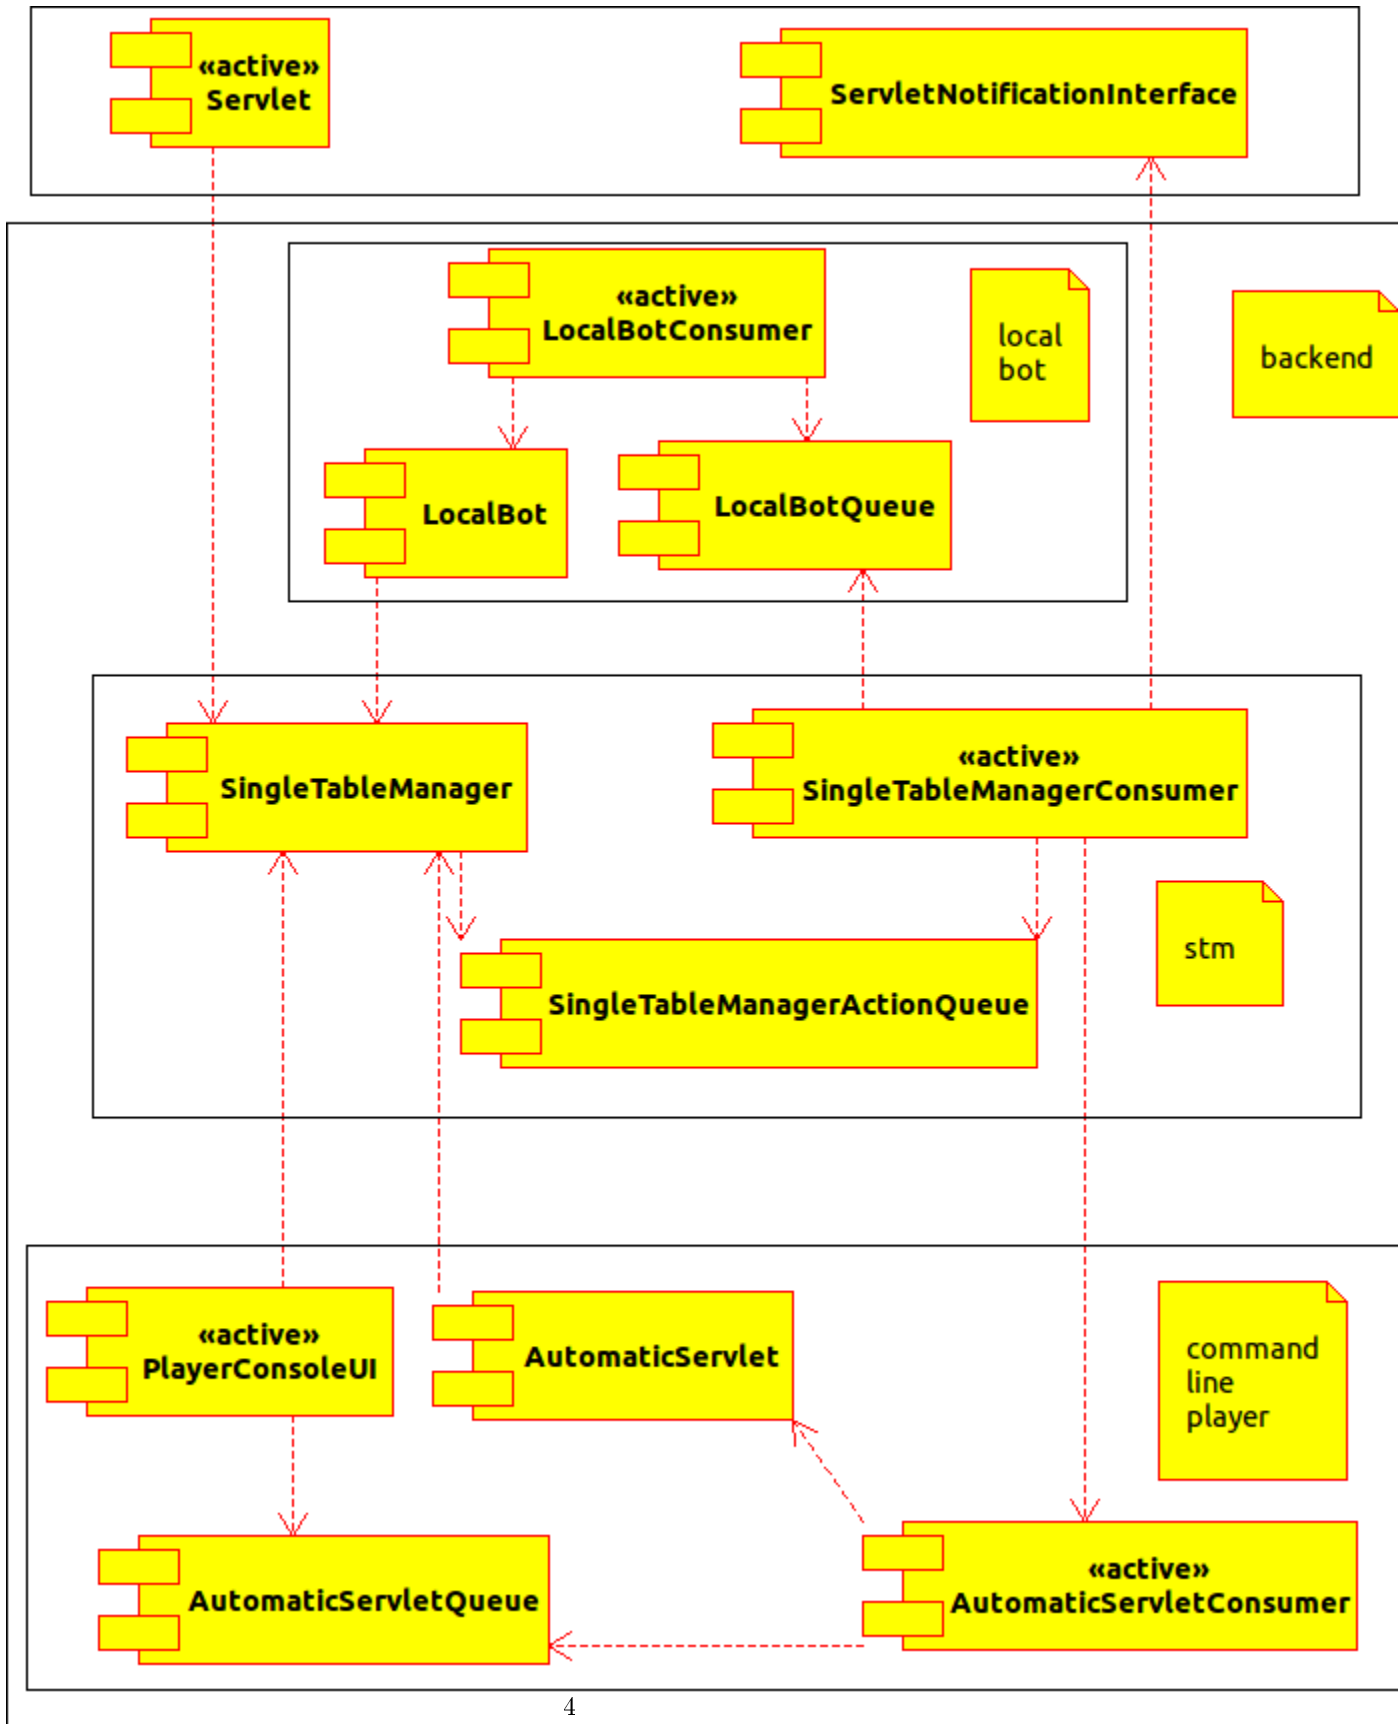 «active»
Servlet
ServletNotificationInterface
«active»
LocalBotConsumer
local
bot
backend
LocalBot
LocalBotQueue
SingleTableManager
«active»
SingleTableManagerConsumer
stm
SingleTableManagerActionQueue
«active»
PlayerConsoleUI
AutomaticServlet
command
line
player
AutomaticServletQueue
«active»
AutomaticServletConsumer
4